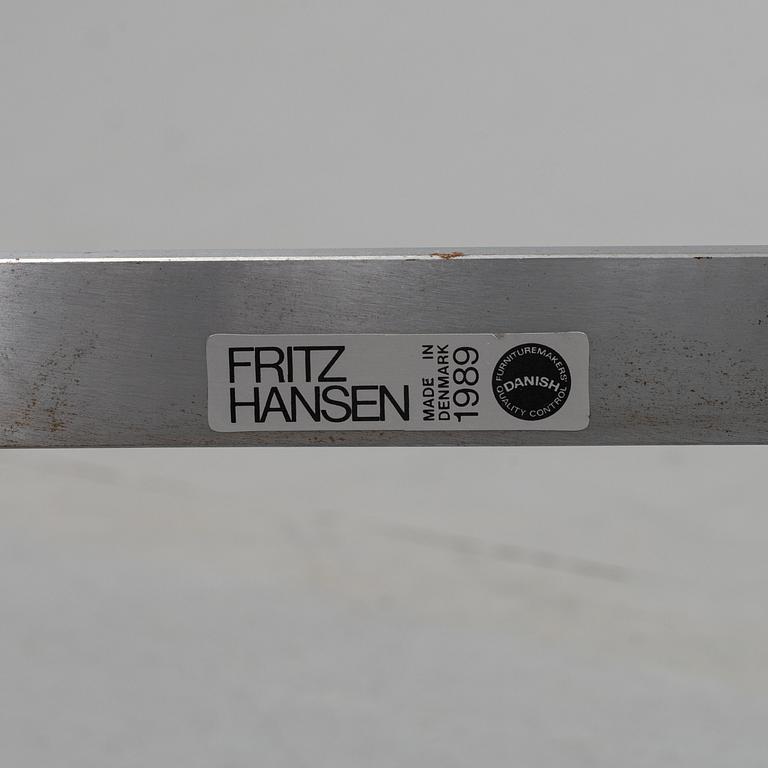 FRITZ
HANSEN
MADE IN
DENMARK
1989
FURNITUREMAKERS'
DANISH
QUALITY CONTROL